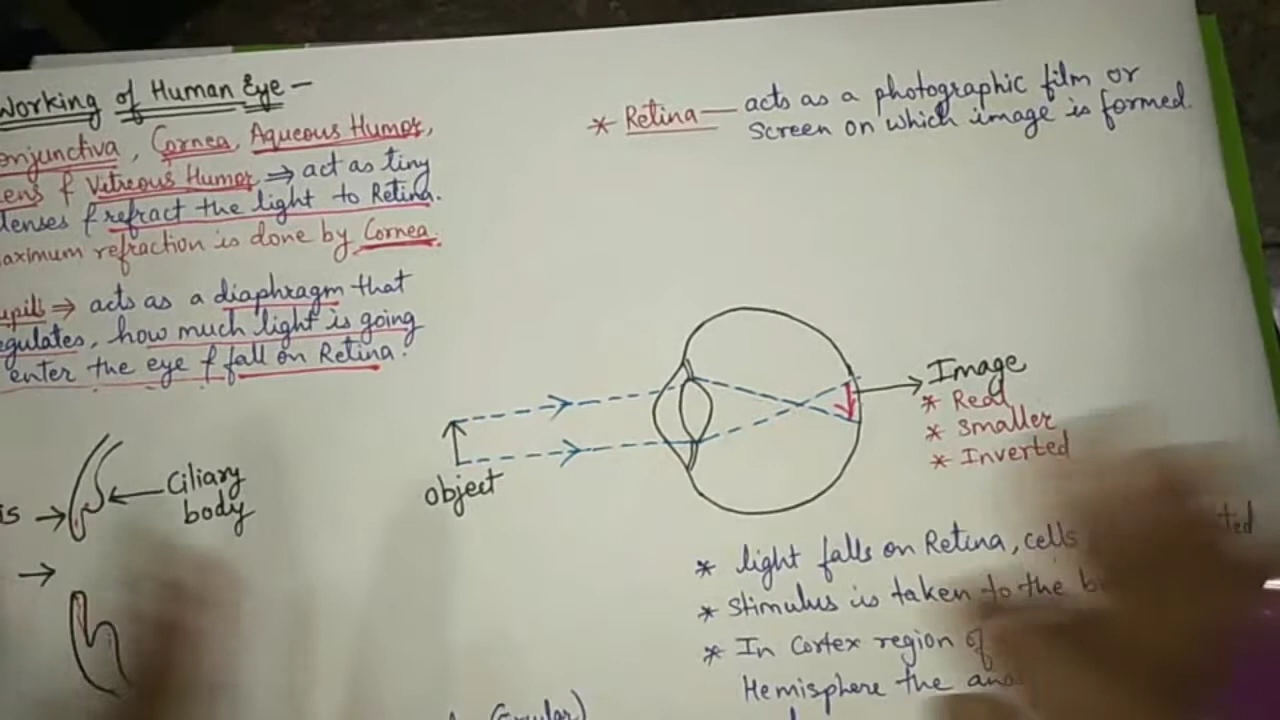 Working of Human Eye -
onjunctiva, Cornea, Aqueous Humor,
ens & Vitreous Humor ⇒ act as tiny
lenses & refract the light to Retina.
aximum refraction is done by Cornea.
upil ⇒ acts as a diaphragm that
egulates, how much light is going
enter the eye & fall on Retina.
is →
← Ciliary
body
→
* Retina — acts as a photographic film or
screen on which image is formed.
object
→ Image
* Real
* Smaller
* Inverted
* light falls on Retina, cells ted
* Stimulus is taken to the b
* In Cortex region of
Hemisphere the ana